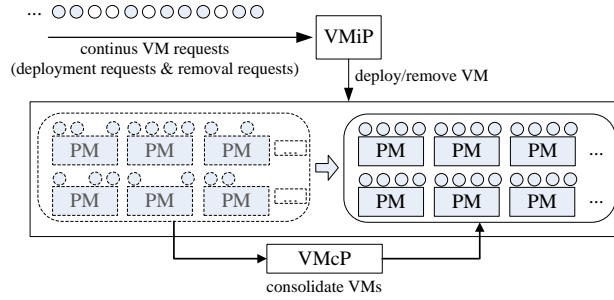 ...
continus VM requests
(deployment requests & removal requests)
VMiP
deploy/remove VM
PM PM PM ...
PM PM PM ...
PM PM PM ...
PM PM PM ...
VMcP
consolidate VMs